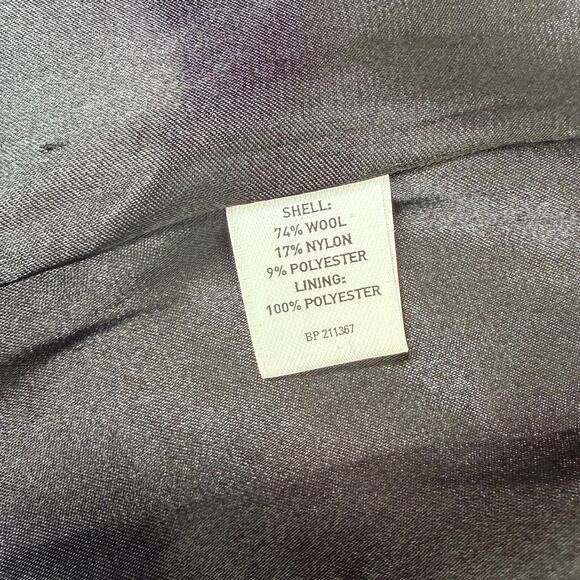 SHELL:
74% WOOL
17% NYLON
9% POLYESTER
LINING:
100% POLYESTER
BP 211367